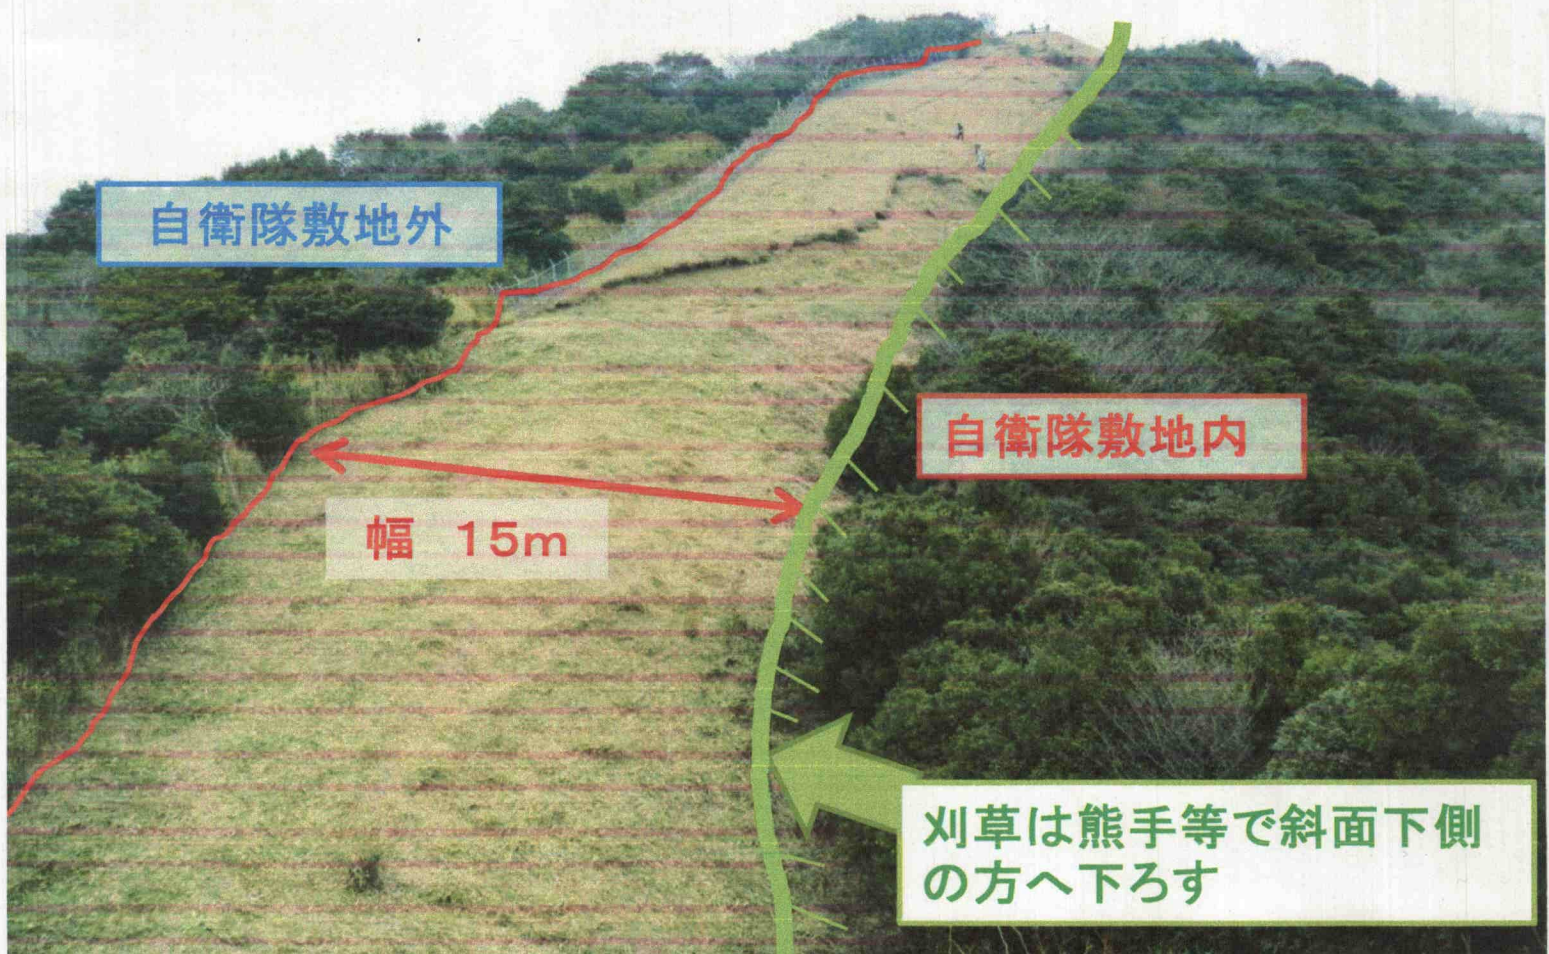 自衛隊敷地外
自衛隊敷地内
幅　15m
刈草は熊手等で斜面下側
の方へ下ろす